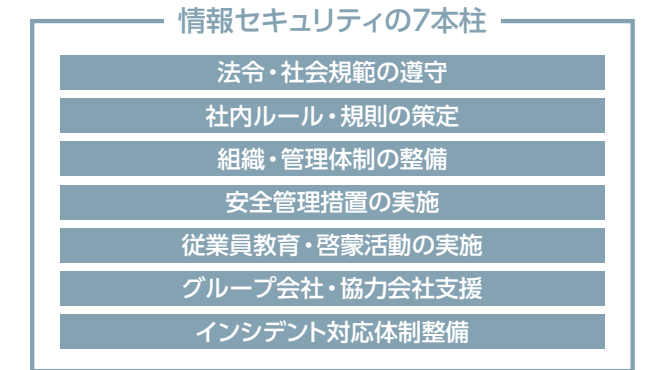 情報セキュリティの7本柱
法令・社会規範の遵守
社内ルール・規則の策定
組織・管理体制の整備
安全管理措置の実施
従業員教育・啓蒙活動の実施
グループ会社・協力会社支援
インシデント対応体制整備